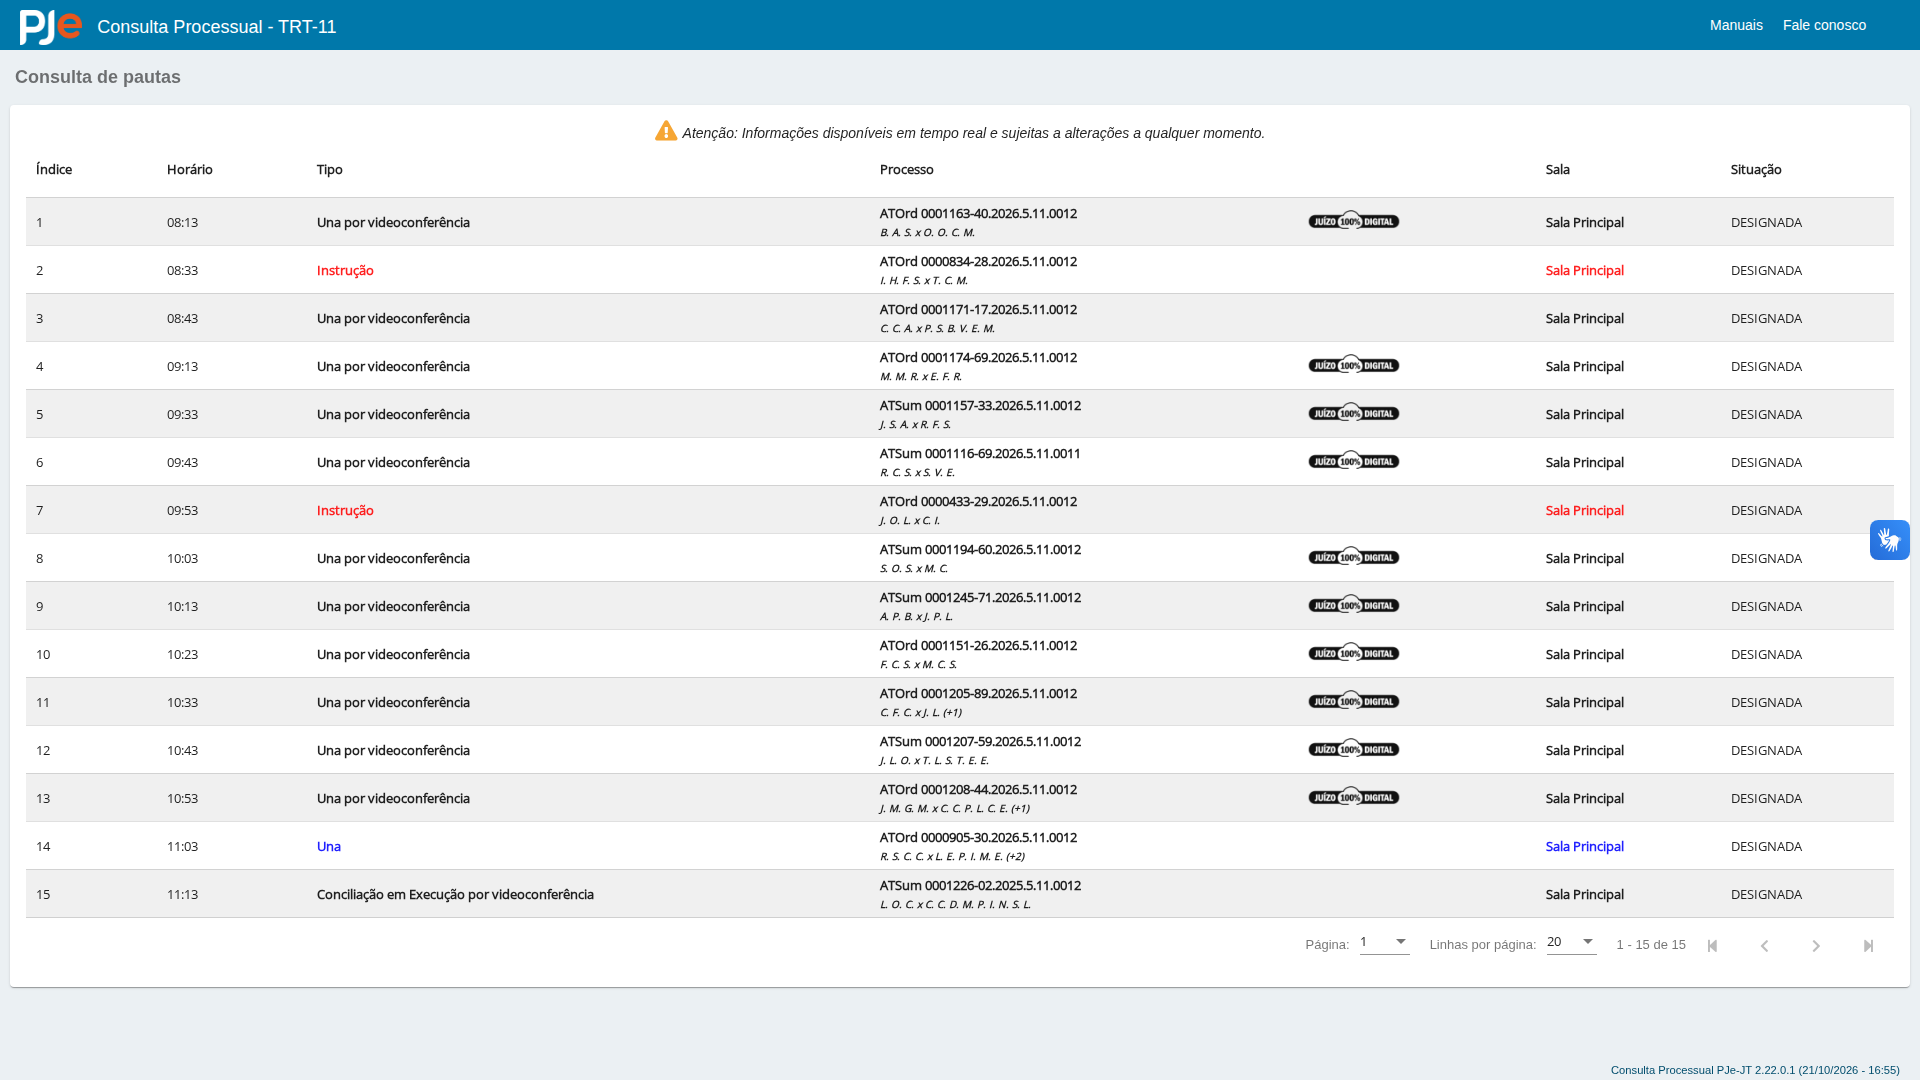 PJe Consulta Processual - TRT-11 Manuais Fale conosco
Consulta de pautas
Atenção: Informações disponíveis em tempo real e sujeitas a alterações a qualquer momento.
Índice Horário Tipo Processo Sala Situação
1 08:13 Una por videoconferência ATOrd 0001163-40.2026.5.11.0012 JUÍZO 100% DIGITAL Sala Principal DESIGNADA
B. A. S. x O. O. C. M.
2 08:33 Instrução ATOrd 0000834-28.2026.5.11.0012 Sala Principal DESIGNADA
I. H. F. S. x T. C. M.
3 08:43 Una por videoconferência ATOrd 0001171-17.2026.5.11.0012 Sala Principal DESIGNADA
C. C. A. x P. S. B. V. E. M.
4 09:13 Una por videoconferência ATOrd 0001174-69.2026.5.11.0012 JUÍZO 100% DIGITAL Sala Principal DESIGNADA
M. M. R. x E. F. R.
5 09:33 Una por videoconferência ATSum 0001157-33.2026.5.11.0012 JUÍZO 100% DIGITAL Sala Principal DESIGNADA
J. S. A. x R. F. S.
6 09:43 Una por videoconferência ATSum 0001116-69.2026.5.11.0011 JUÍZO 100% DIGITAL Sala Principal DESIGNADA
R. C. S. x S. V. E.
7 09:53 Instrução ATOrd 0000433-29.2026.5.11.0012 Sala Principal DESIGNADA
J. O. L. x C. I.
8 10:03 Una por videoconferência ATSum 0001194-60.2026.5.11.0012 JUÍZO 100% DIGITAL Sala Principal DESIGNADA
S. O. S. x M. C.
9 10:13 Una por videoconferência ATSum 0001245-71.2026.5.11.0012 JUÍZO 100% DIGITAL Sala Principal DESIGNADA
A. P. B. x J. P. L.
10 10:23 Una por videoconferência ATOrd 0001151-26.2026.5.11.0012 JUÍZO 100% DIGITAL Sala Principal DESIGNADA
F. C. S. x M. C. S.
11 10:33 Una por videoconferência ATOrd 0001205-89.2026.5.11.0012 JUÍZO 100% DIGITAL Sala Principal DESIGNADA
C. F. C. x J. L. (+1)
12 10:43 Una por videoconferência ATSum 0001207-59.2026.5.11.0012 JUÍZO 100% DIGITAL Sala Principal DESIGNADA
J. L. O. x T. L. S. T. E. E.
13 10:53 Una por videoconferência ATOrd 0001208-44.2026.5.11.0012 JUÍZO 100% DIGITAL Sala Principal DESIGNADA
J. M. G. M. x C. C. P. L. C. E. (+1)
14 11:03 Una ATOrd 0000905-30.2026.5.11.0012 Sala Principal DESIGNADA
R. S. C. C. x L. E. P. I. M. E. (+2)
15 11:13 Conciliação em Execução por videoconferência ATSum 0001226-02.2025.5.11.0012 Sala Principal DESIGNADA
L. O. C. x C. C. D. M. P. I. N. S. L.
Página: 1 Linhas por página: 20 1 - 15 de 15
Consulta Processual PJe-JT 2.22.0.1 (21/10/2026 - 16:55)